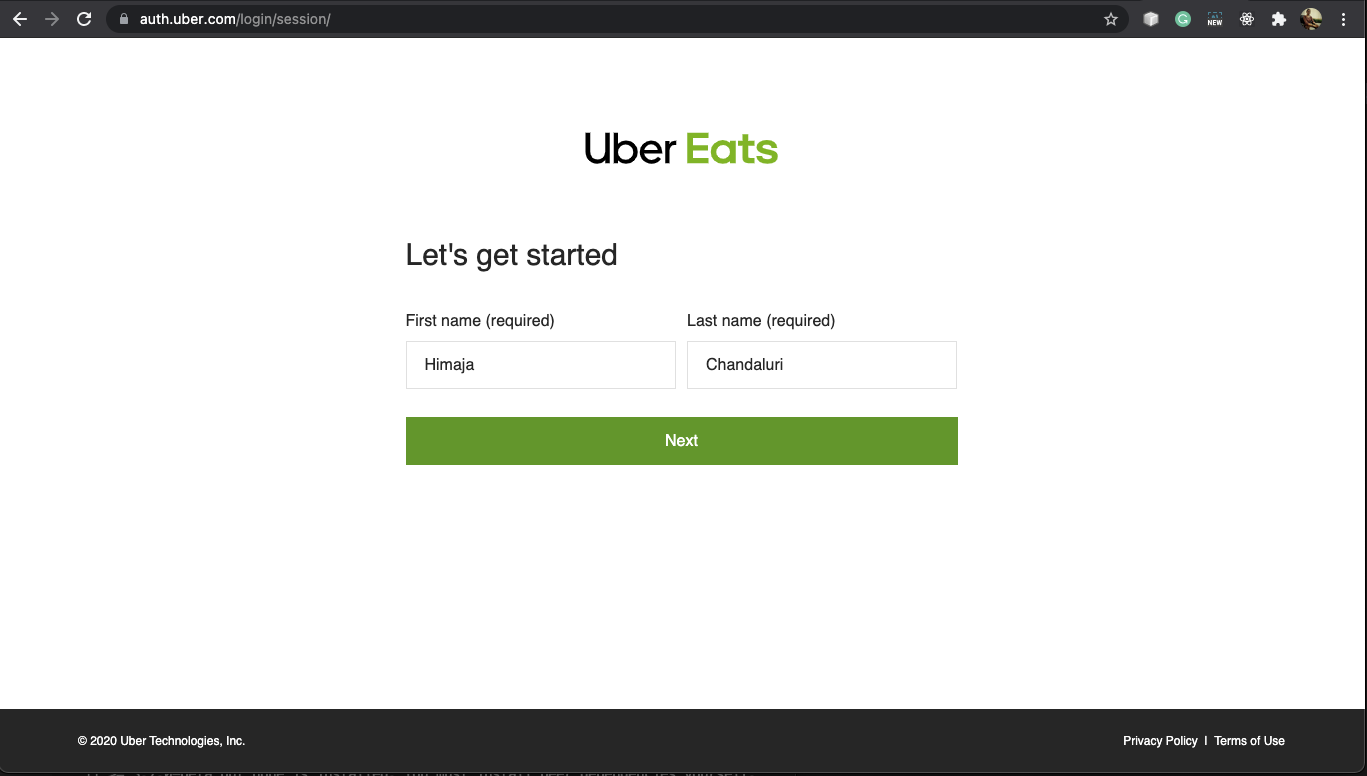 auth.uber.com/login/session/
NEW
Uber Eats
Let's get started
First name (required) Last name (required)
Himaja Chandaluri
Next
© 2020 Uber Technologies, Inc. Privacy Policy | Terms of Use